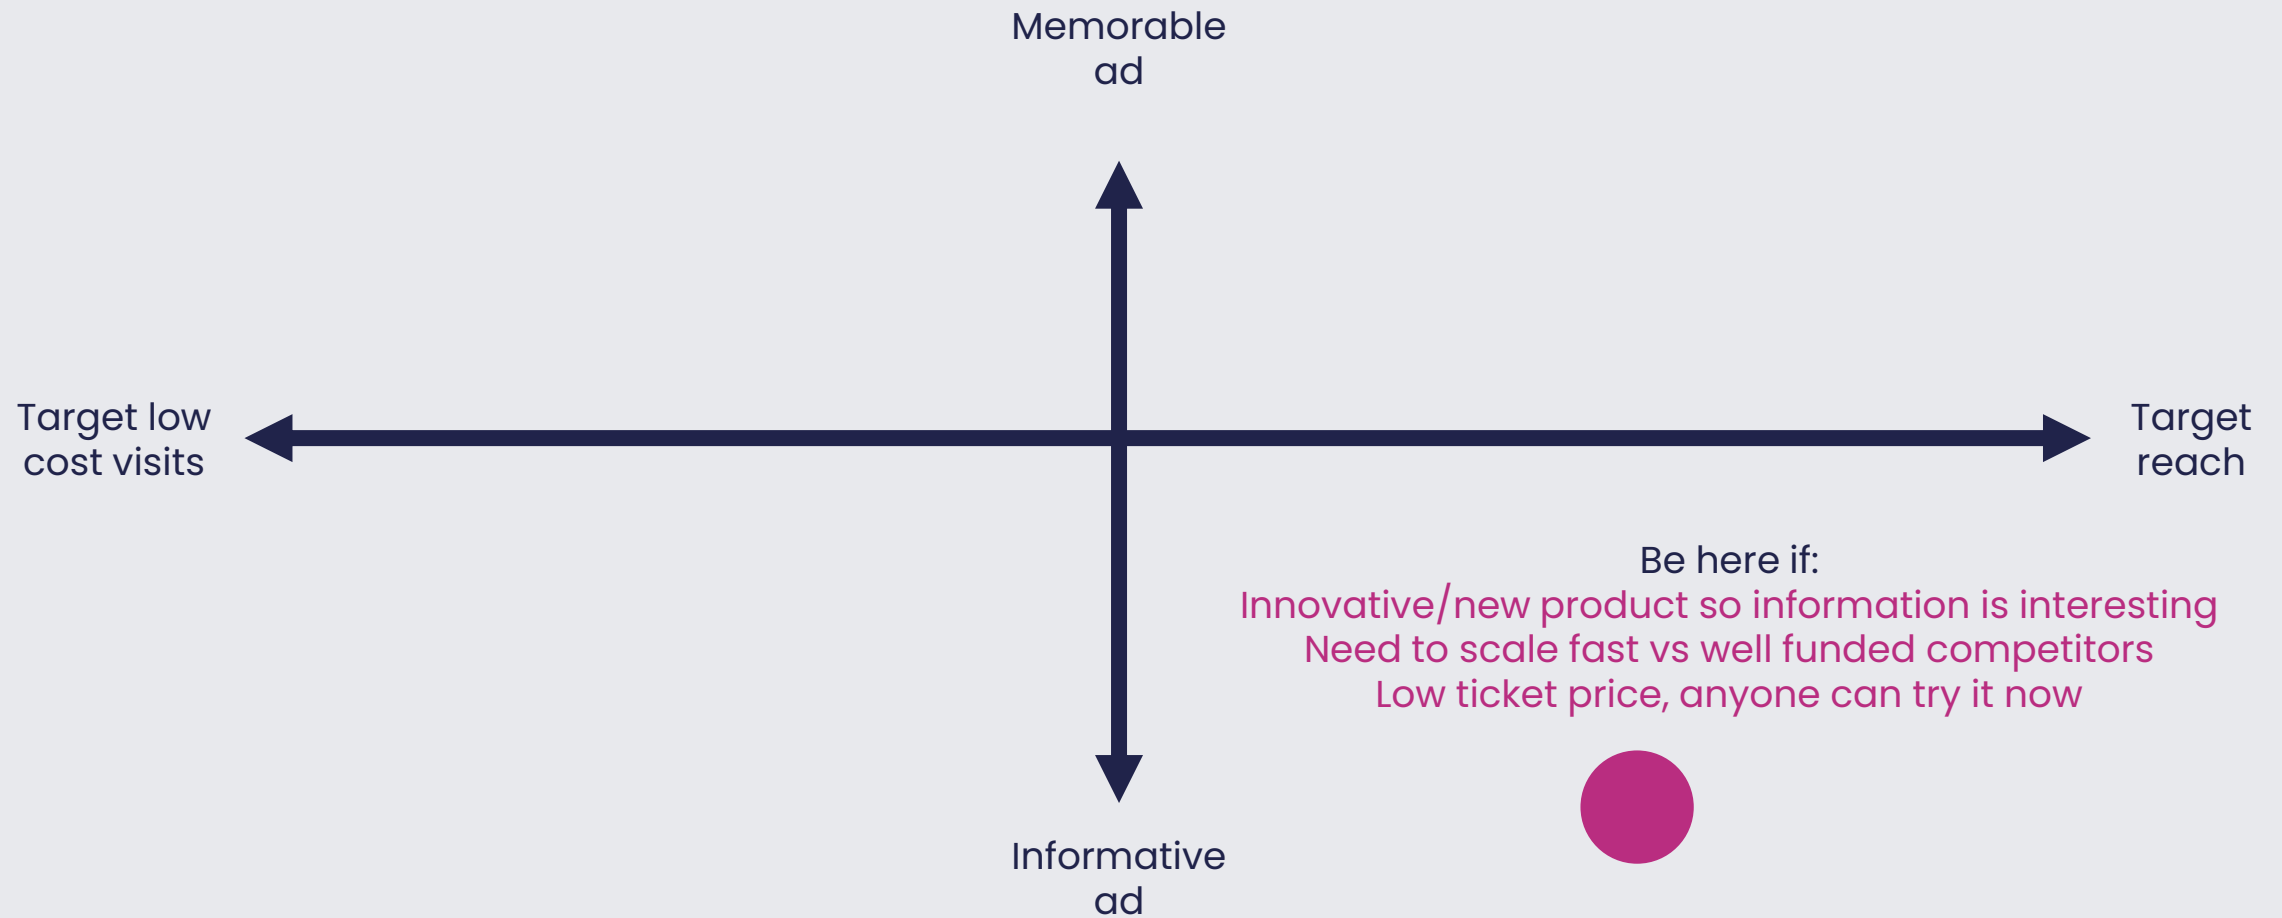 Memorable
ad
Target low
cost visits
Target
reach
Be here if:
Innovative/new product so information is interesting
Need to scale fast vs well funded competitors
Low ticket price, anyone can try it now
Informative
ad